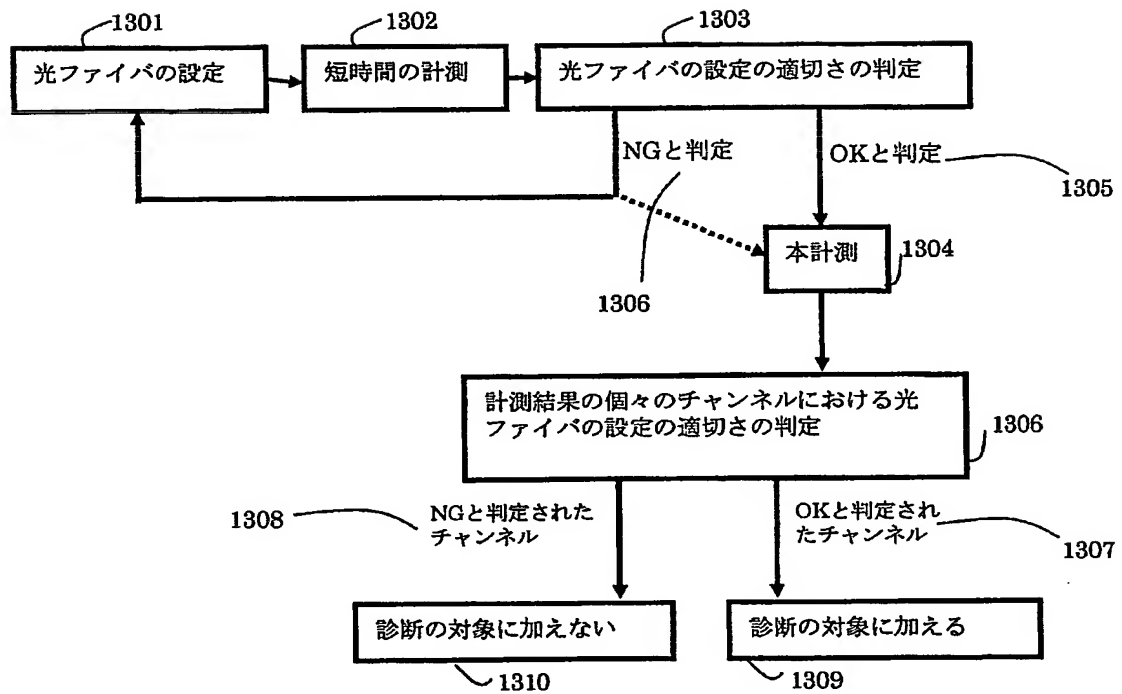 1301
1302
1303
光ファイバの設定
短時間の計測
光ファイバの設定の適切さの判定
NGと判定
OKと判定
1305
1306
本計測
1304
計測結果の個々のチャンネルにおける光
ファイバの設定の適切さの判定
1306
1308
NGと判定された
チャンネル
OKと判定され
たチャンネル
1307
診断の対象に加えない
診断の対象に加える
1310
1309